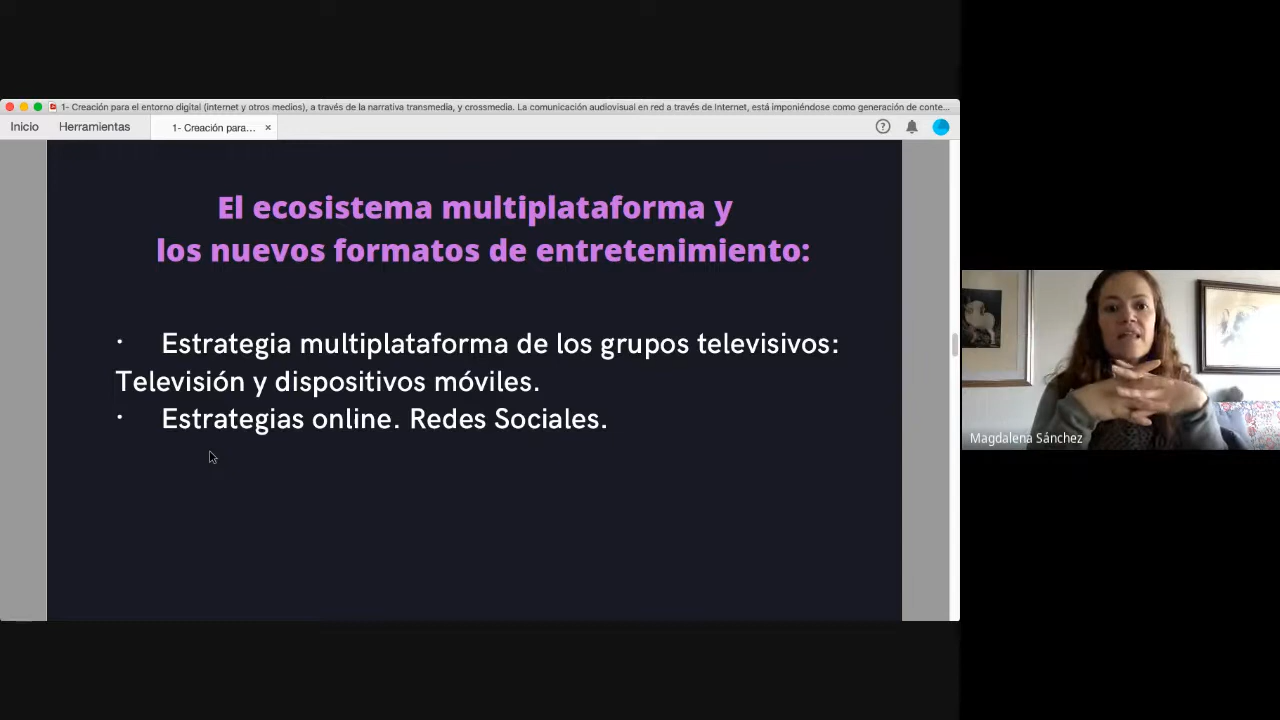 1- Creación para el entorno digital (internet y otros medios), a través de la narrativa transmedia, y crossmedia. La comunicación audiovisual en red a través de Internet, está imponiéndose como generación de conte...
Inicio Herramientas 1- Creación para... × ?
El ecosistema multiplataforma y
los nuevos formatos de entretenimiento:
· Estrategia multiplataforma de los grupos televisivos:
Televisión y dispositivos móviles.
· Estrategias online. Redes Sociales.
Magdalena Sánchez